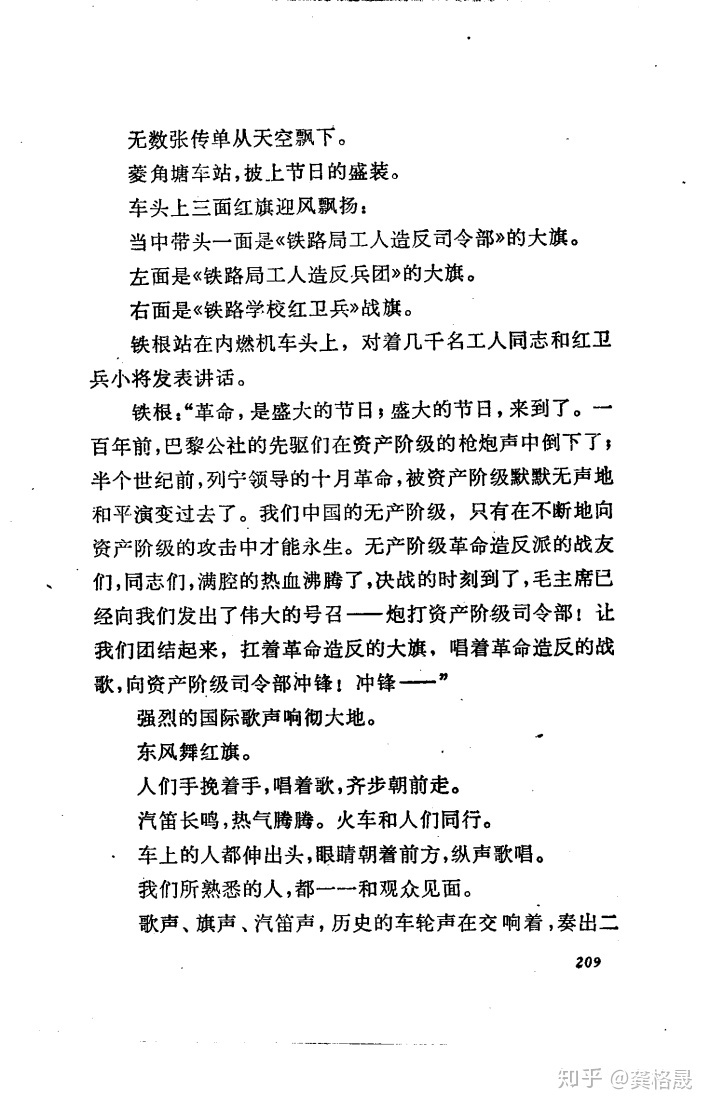 无数张传单从天空飘下。
菱角塘车站，披上节日的盛装。
车头上三面红旗迎风飘扬：
当中带头一面是《铁路局工人造反司令部》的大旗。
左面是《铁路局工人造反兵团》的大旗。
右面是《铁路学校红卫兵》战旗。
铁根站在内燃机车头上，对着几千名工人同志和红卫
兵小将发表讲话。
铁根：“革命，是盛大的节日；盛大的节日，来到了。一
百年前，巴黎公社的先驱们在资产阶级的枪炮声中倒下了；
半个世纪前，列宁领导的十月革命，被资产阶级默默无声地
和平演变过去了。我们中国的无产阶级，只有在不断地向
资产阶级的攻击中才能永生。无产阶级革命造反派的战友
们，同志们，满腔的热血沸腾了，决战的时刻到了，毛主席已
经向我们发出了伟大的号召——炮打资产阶级司令部！让
我们团结起来，扛着革命造反的大旗，唱着革命造反的战
歌，向资产阶级司令部冲锋！冲锋——”
强烈的国际歌声响彻大地。
东风舞红旗。
人们手挽着手，唱着歌，齐步朝前走。
汽笛长鸣，热气腾腾。火车和人们同行。
车上的人都伸出头，眼睛朝着前方，纵声歌唱。
我们所熟悉的人，都一一和观众见面。
歌声、旗声、汽笛声，历史的车轮声在交响着，奏出二
209
知乎 @龚格晟